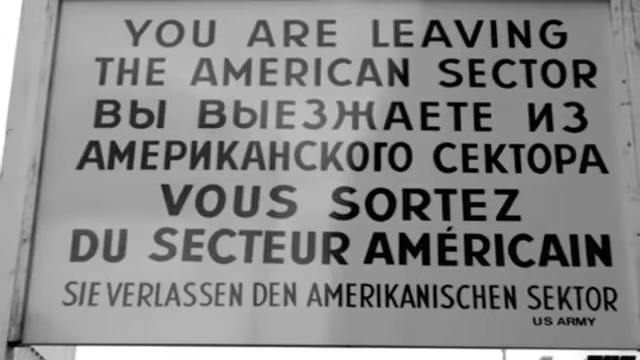 YOU ARE LEAVING
THE AMERICAN SECTOR
ВЫ ВЫЕЗЖАЕТЕ ИЗ
АМЕРИКАНСКОГО СЕКТОРА
VOUS SORTEZ
DU SECTEUR AMÉRICAIN
SIE VERLASSEN DEN AMERIKANISCHEN SEKTOR
US ARMY